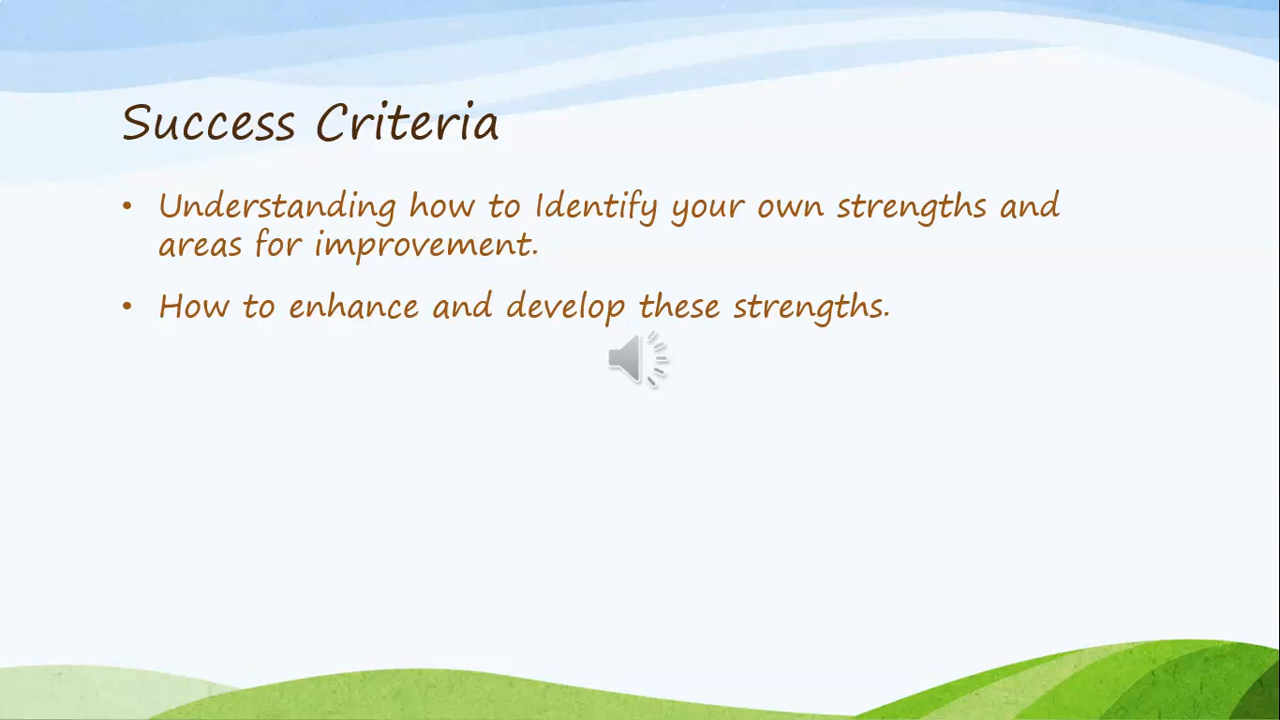 Success Criteria
• Understanding how to Identify your own strengths and
areas for improvement.
• How to enhance and develop these strengths.